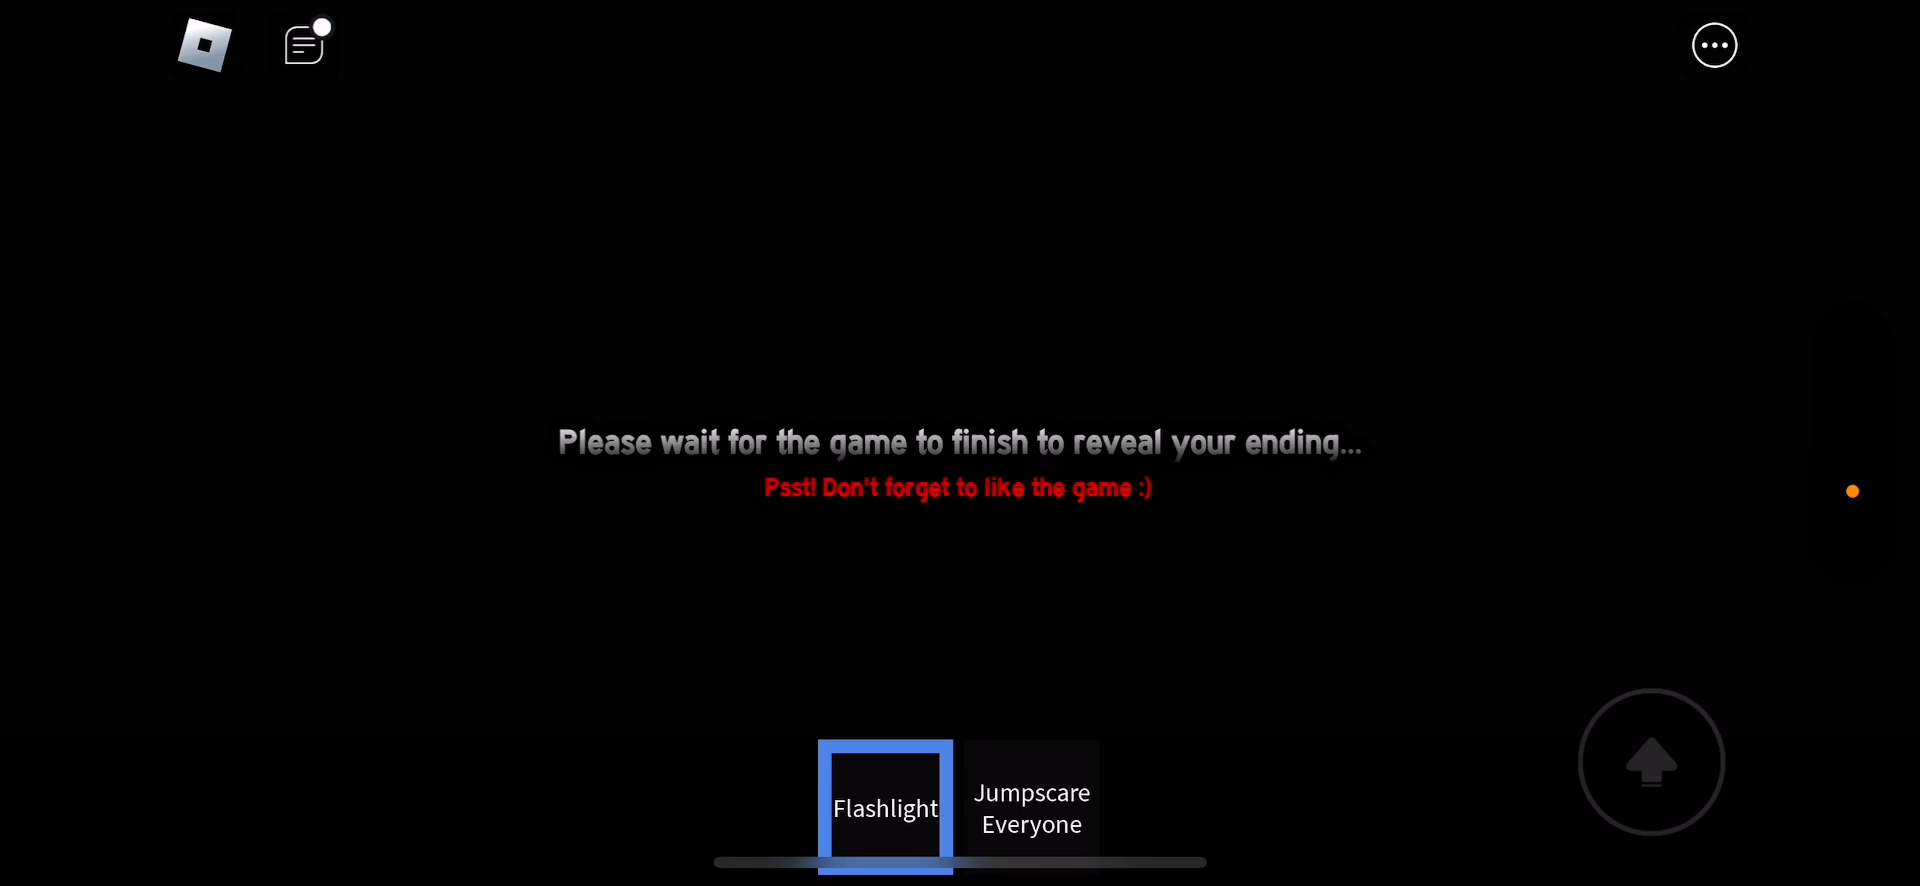 Please wait for the game to finish to reveal your ending...
Psst! Don't forget to like the game :)
Flashlight
Jumpscare
Everyone